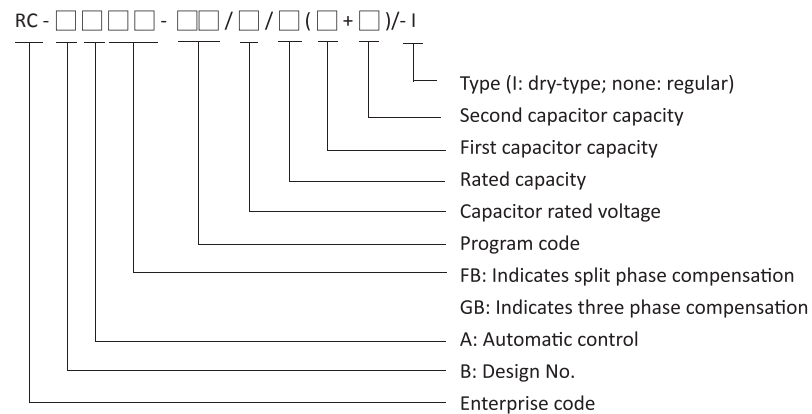 RC - □ □ □ □ - □□ / □ / □ ( □ + □ )/- I
Type (I: dry-type; none: regular)
Second capacitor capacity
First capacitor capacity
Rated capacity
Capacitor rated voltage
Program code
FB: Indicates split phase compensation
GB: Indicates three phase compensation
A: Automatic control
B: Design No.
Enterprise code